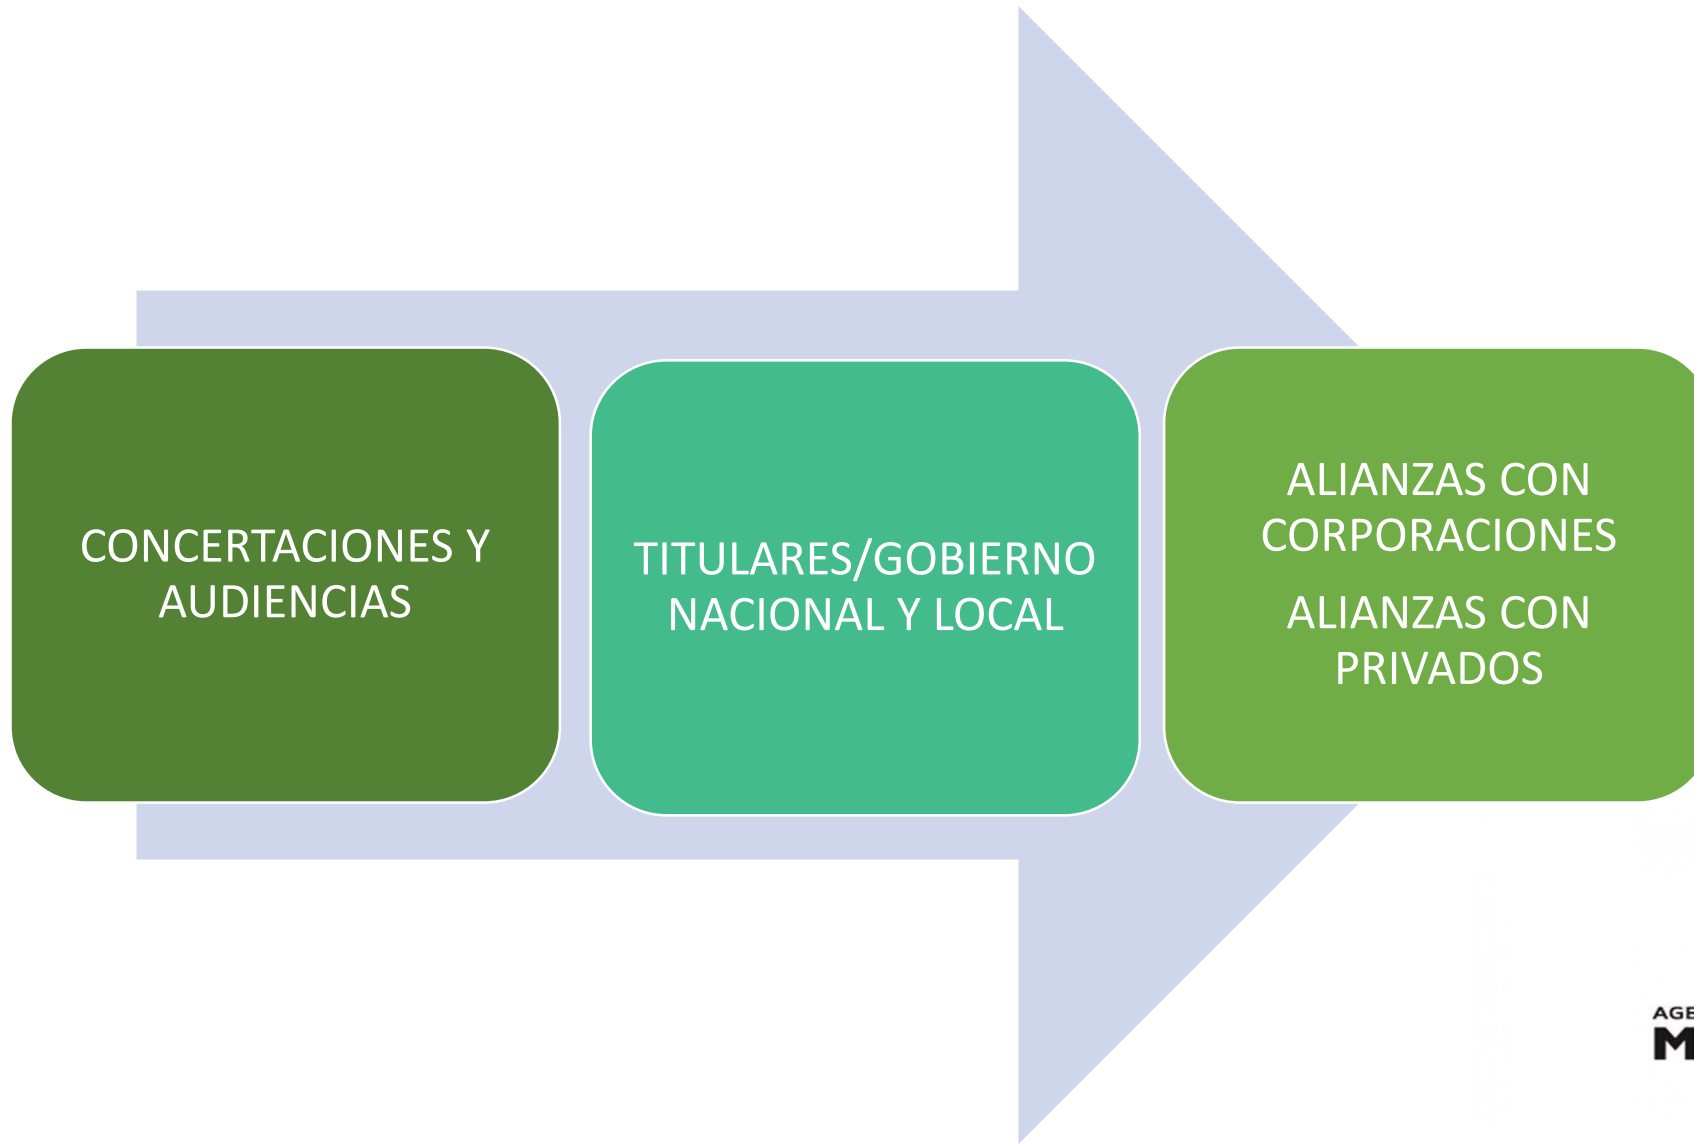 CONCERTACIONES Y
AUDIENCIAS
TITULARES/GOBIERNO
NACIONAL Y LOCAL
ALIANZAS CON
CORPORACIONES
ALIANZAS CON
PRIVADOS